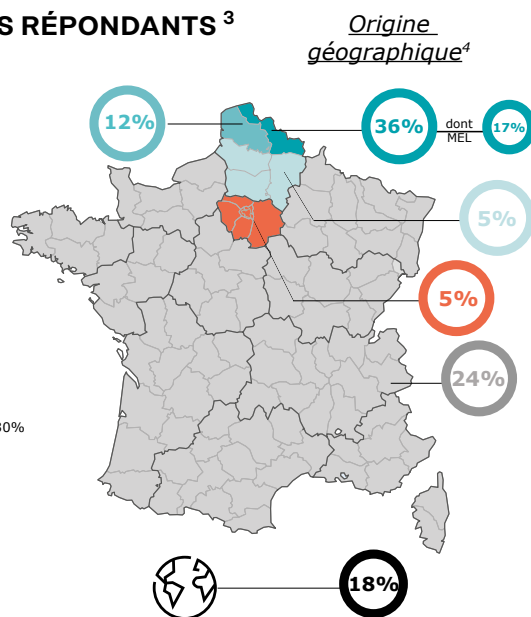 S RÉPONDANTS ³
Origine
géographique⁴
12%
36%
dont
MEL
17%
5%
5%
24%
30%
18%